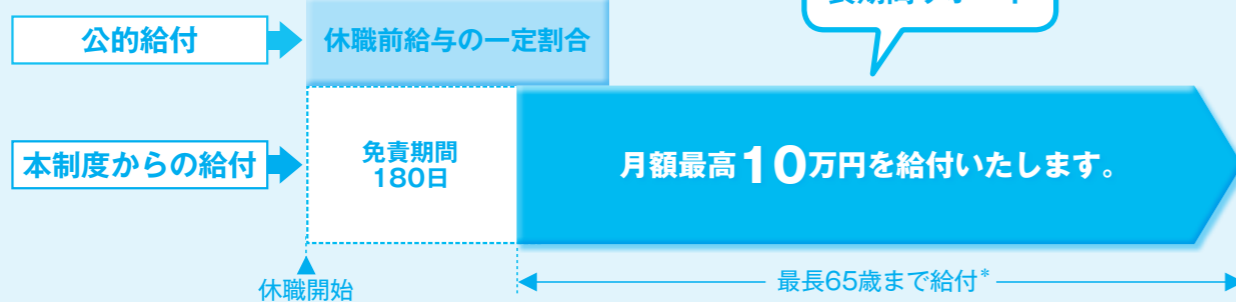 公的給付
休職前給与の一定割合
本制度からの給付
免責期間
180日
月額最高10万円を給付いたします。
休職開始
最長65歳まで給付*